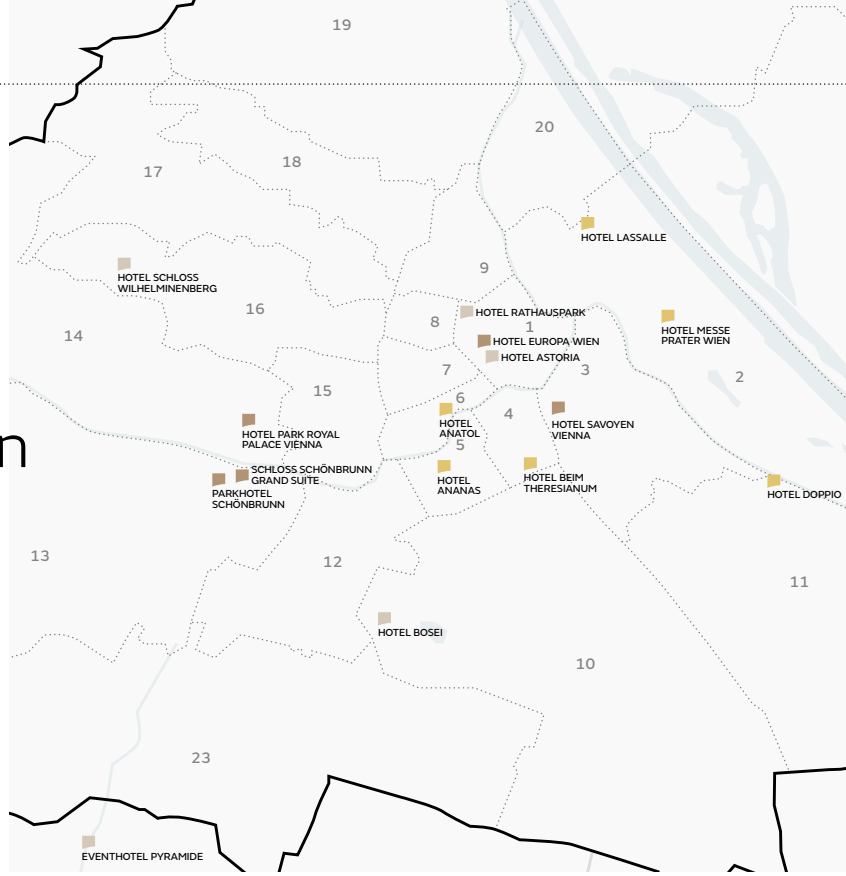 19
20
18
17
HOTEL LASSALLE
9
HOTEL SCHLOSS
WILHELMINENBERG
16
HOTEL RATHAUSPARK
8
1
14
HOTEL MESSE
PRATER WIEN
HOTEL EUROPA WIEN
HOTEL ASTORIA
7
3
2
15
6
4
HOTEL
ANATOL
HOTEL SAVOYEN
VIENNA
n
HOTEL PARK ROYAL
PALACE VIENNA
5
SCHLOSS SCHÖNBRUNN
GRAND SUITE
HOTEL
ANANAS
HOTEL BEIM
THERESIANUM
PARKHOTEL
SCHÖNBRUNN
HOTEL DOPPIO
13
12
11
HOTEL BOSEI
10
23
EVENTHOTEL PYRAMIDE